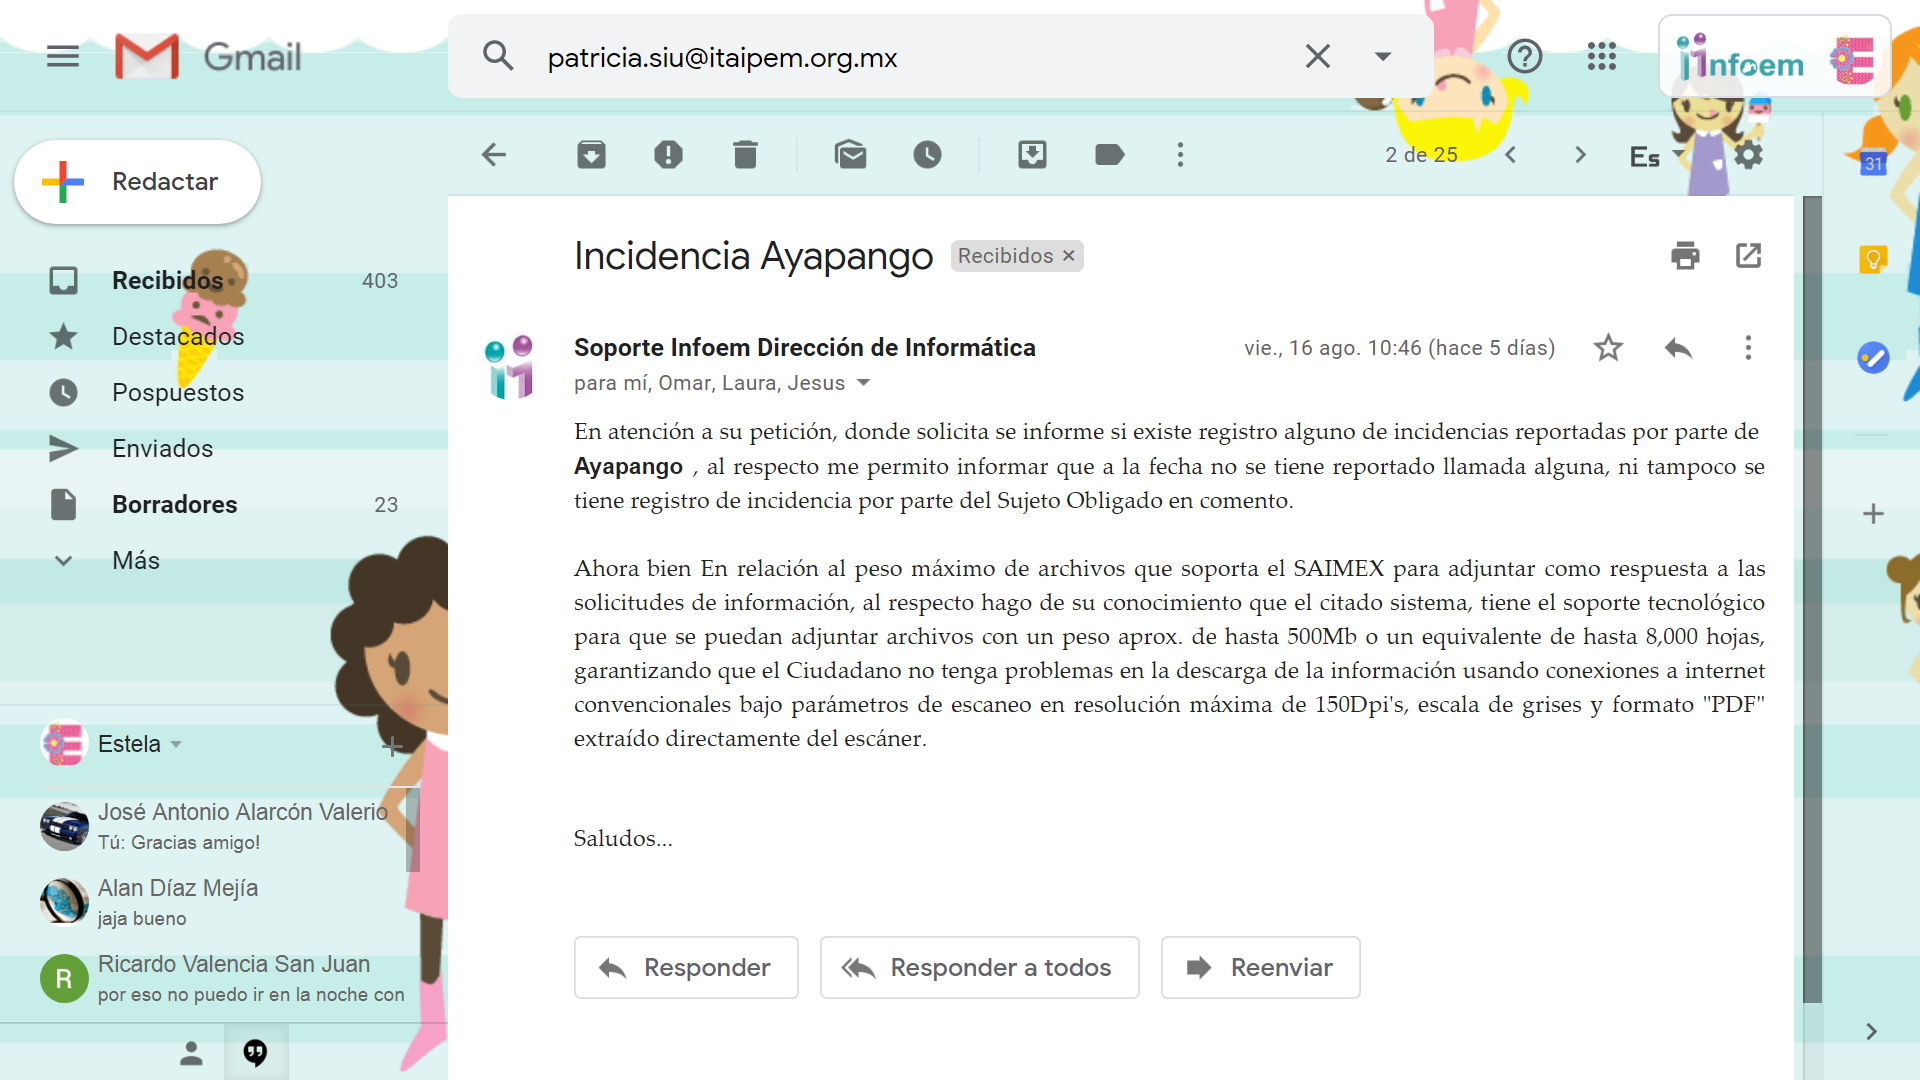 Gmail
patricia.siu@itaipem.org.mx
infoem
Redactar
2 de 25
Es
31
Recibidos 403
Destacados
Pospuestos
Enviados
Borradores 23
Más
Incidencia Ayapango Recibidos ×
Soporte Infoem Dirección de Informática
vie., 16 ago. 10:46 (hace 5 días)
para mí, Omar, Laura, Jesus
En atención a su petición, donde solicita se informe si existe registro alguno de incidencias reportadas por parte de
Ayapango , al respecto me permito informar que a la fecha no se tiene reportado llamada alguna, ni tampoco se
tiene registro de incidencia por parte del Sujeto Obligado en comento.
Ahora bien En relación al peso máximo de archivos que soporta el SAIMEX para adjuntar como respuesta a las
solicitudes de información, al respecto hago de su conocimiento que el citado sistema, tiene el soporte tecnológico
para que se puedan adjuntar archivos con un peso aprox. de hasta 500Mb o un equivalente de hasta 8,000 hojas,
garantizando que el Ciudadano no tenga problemas en la descarga de la información usando conexiones a internet
convencionales bajo parámetros de escaneo en resolución máxima de 150Dpi's, escala de grises y formato "PDF"
extraído directamente del escáner.
Saludos...
Responder
Responder a todos
Reenviar
Estela
José Antonio Alarcón Valerio
Tú: Gracias amigo!
Alan Díaz Mejía
jaja bueno
R
Ricardo Valencia San Juan
por eso no puedo ir en la noche con